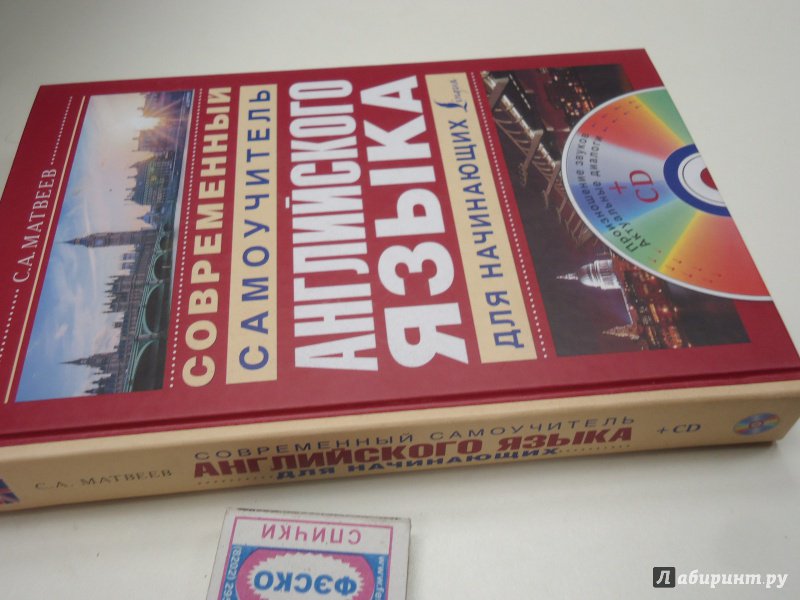 С.А. МАТВЕЕВ
СОВРЕМЕННЫЙ
САМОУЧИТЕЛЬ
АНГЛИЙСКОГО
ЯЗЫКА
ДЛЯ НАЧИНАЮЩИХ
Lingua
Произношение звуков
Актуальные диалоги
+
CD
С.А. МАТВЕЕВ
СОВРЕМЕННЫЙ САМОУЧИТЕЛЬ
АНГЛИЙСКОГО ЯЗЫКА
ДЛЯ НАЧИНАЮЩИХ
+ CD
СПИЧКИ
ФЭСКО
Лабиринт.ру